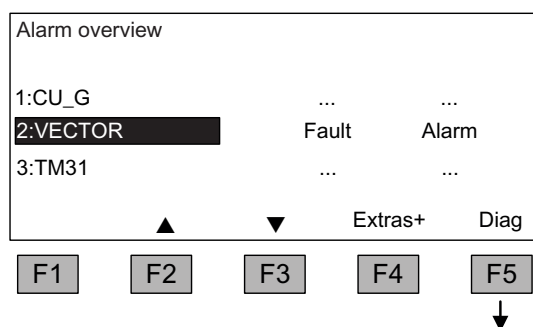 Alarm overview
1:CU_G ... ...
2:VECTOR Fault Alarm
3:TM31 ... ...
▲ ▼ Extras+ Diag
F1 F2 F3 F4 F5